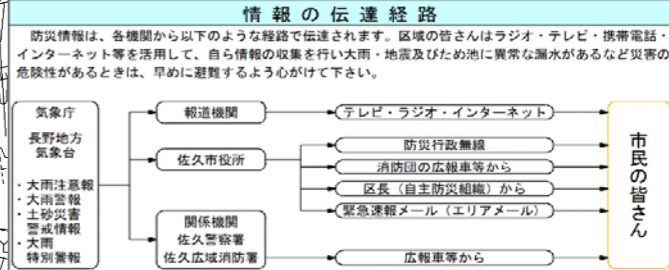 情報の伝達経路
防災情報は、各機関から以下のような経路で伝達されます。区域の皆さんはラジオ・テレビ・携帯電話・
インターネット等を活用して、自ら情報の収集を行い大雨・地震及びため池に異常な漏水があるなど災害の
危険性があるときは、早めに避難するよう心がけて下さい。
気象庁
長野地方
気象台
・大雨注意報
・大雨警報
・土砂災害
警戒情報
・大雨
特別警報
報道機関
佐久市役所
関係機関
佐久警察署
佐久広域消防署
テレビ・ラジオ・インターネット
防災行政無線
消防団の広報車等から
区長（自主防災組織）から
緊急速報メール（エリアメール）
広報車等から
市民の皆さん